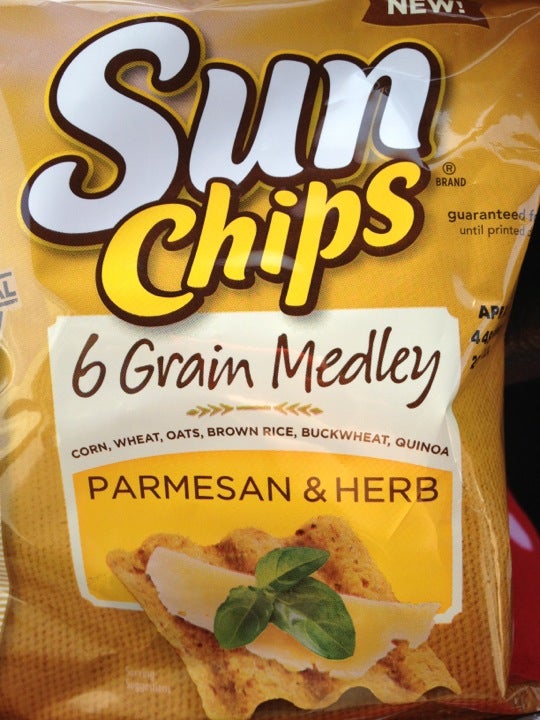 NEW!
Sun
Chips
® BRAND
guaranteed
until printed
6 Grain Medley
CORN, WHEAT, OATS, BROWN RICE, BUCKWHEAT, QUINOA
PARMESAN & HERB